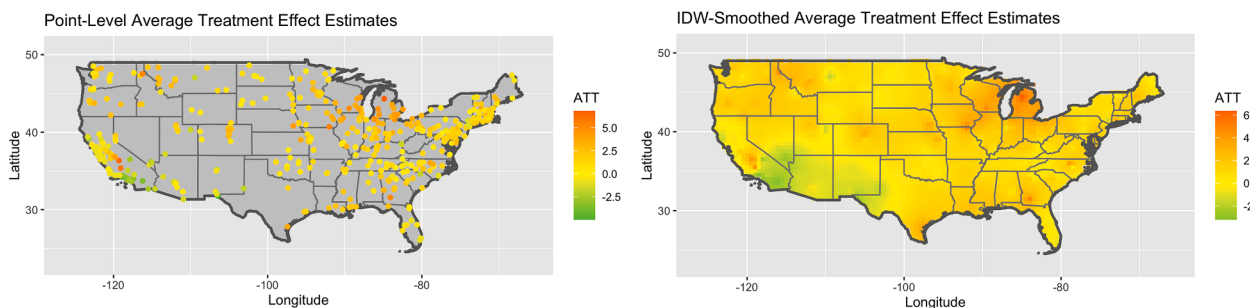 Point-Level Average Treatment Effect Estimates
50
40
30
Latitude
-120
-100
-80
Longitude
ATT
5.0
2.5
0.0
-2.5
IDW-Smoothed Average Treatment Effect Estimates
50
40
30
Latitude
-120
-100
-80
Longitude
ATT
6
4
2
0
-2